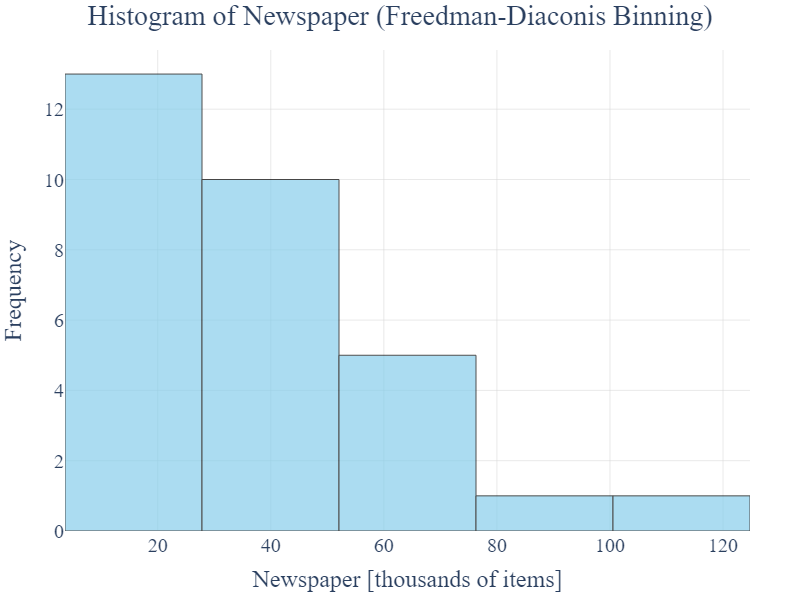 Histogram of Newspaper (Freedman-Diaconis Binning)
Frequency
12
10
8
6
4
2
0
20 40 60 80 100 120
Newspaper [thousands of items]